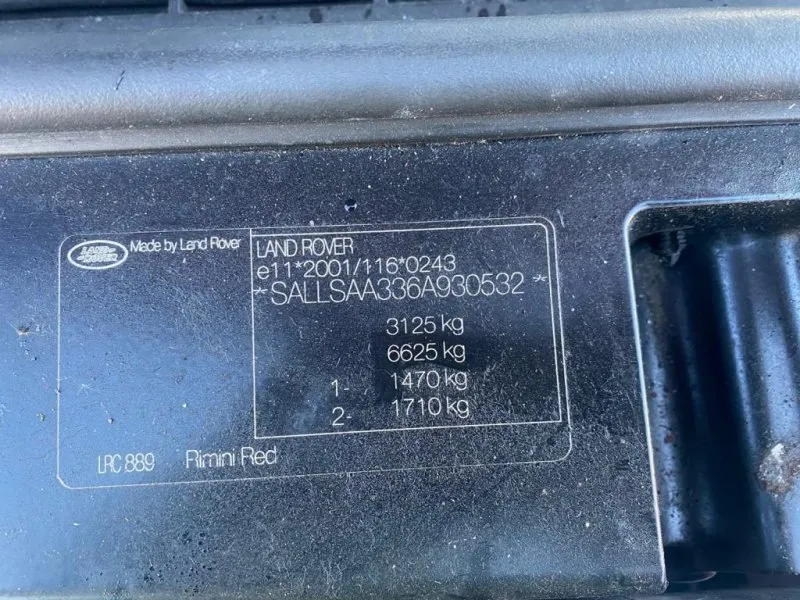 LAND ROVER
Made by Land Rover
LAND ROVER
e11*2001/116*0243
*SALLSAA336A930532*
3125 kg
6625 kg
1- 1470 kg
2- 1710 kg
LRC 889 Rimini Red